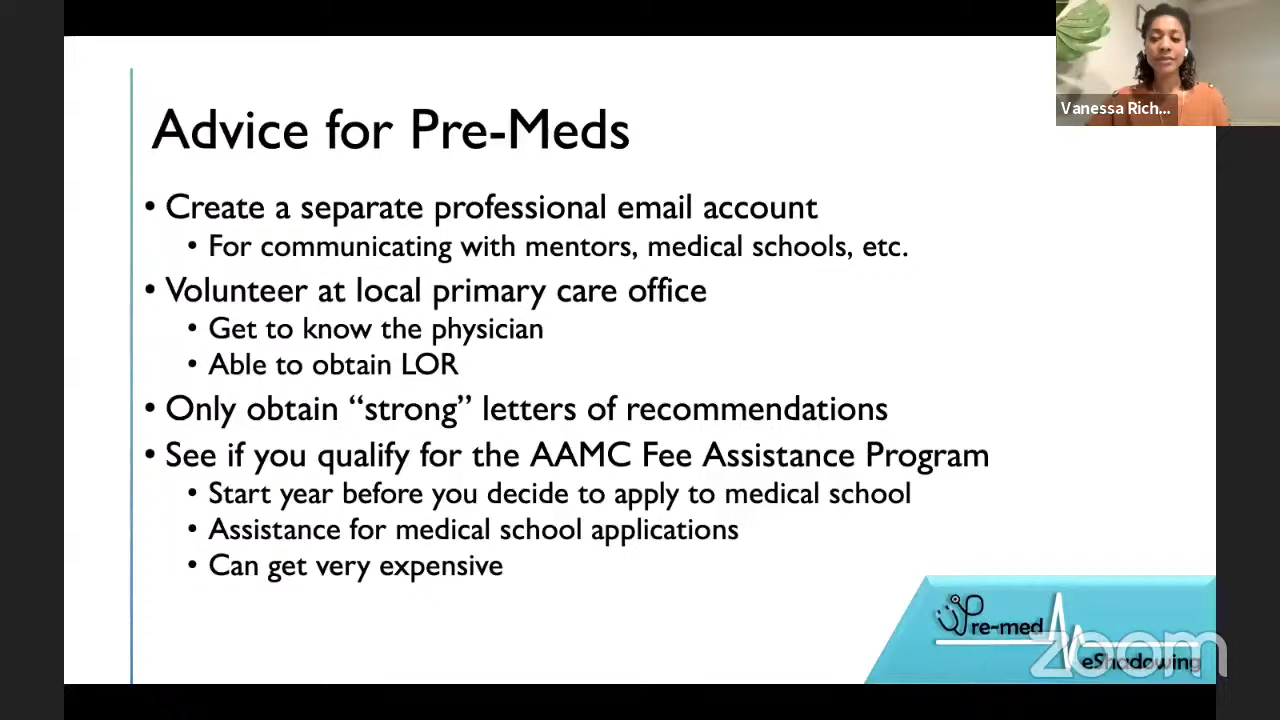 Vanessa Rich...
Advice for Pre-Meds
• Create a separate professional email account
• For communicating with mentors, medical schools, etc.
• Volunteer at local primary care office
• Get to know the physician
• Able to obtain LOR
• Only obtain “strong” letters of recommendations
• See if you qualify for the AAMC Fee Assistance Program
• Start year before you decide to apply to medical school
• Assistance for medical school applications
• Can get very expensive
Pre-med
eShadowing
zoom